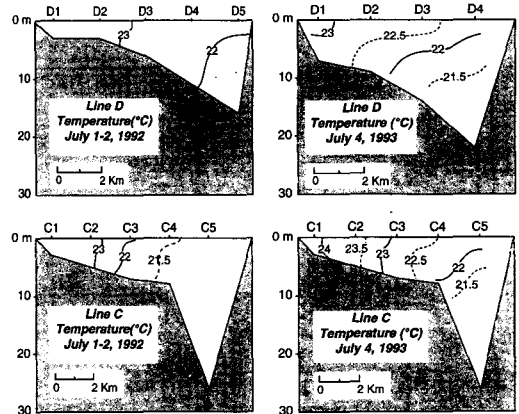 D1 D2 D3 D4 D5
0 m
10
20
30
23
22
Line D
Temperature(°C)
July 1-2, 1992
0 2 Km
D1 D2 D3 D4
0 m
10
20
30
23
22.5
22
21.5
Line D
Temperature (°C)
July 4, 1993
0 2 Km
C1 C2 C3 C4 C5
0 m
10
20
30
23
22
21.5
Line C
Temperature(°C)
July 1-2, 1992
0 2 Km
C1 C2 C3 C4 C5
0 m
10
20
30
24
23.5
23
22.5
22
21.5
Line C
Temperature (°C)
July 4, 1993
0 2 Km